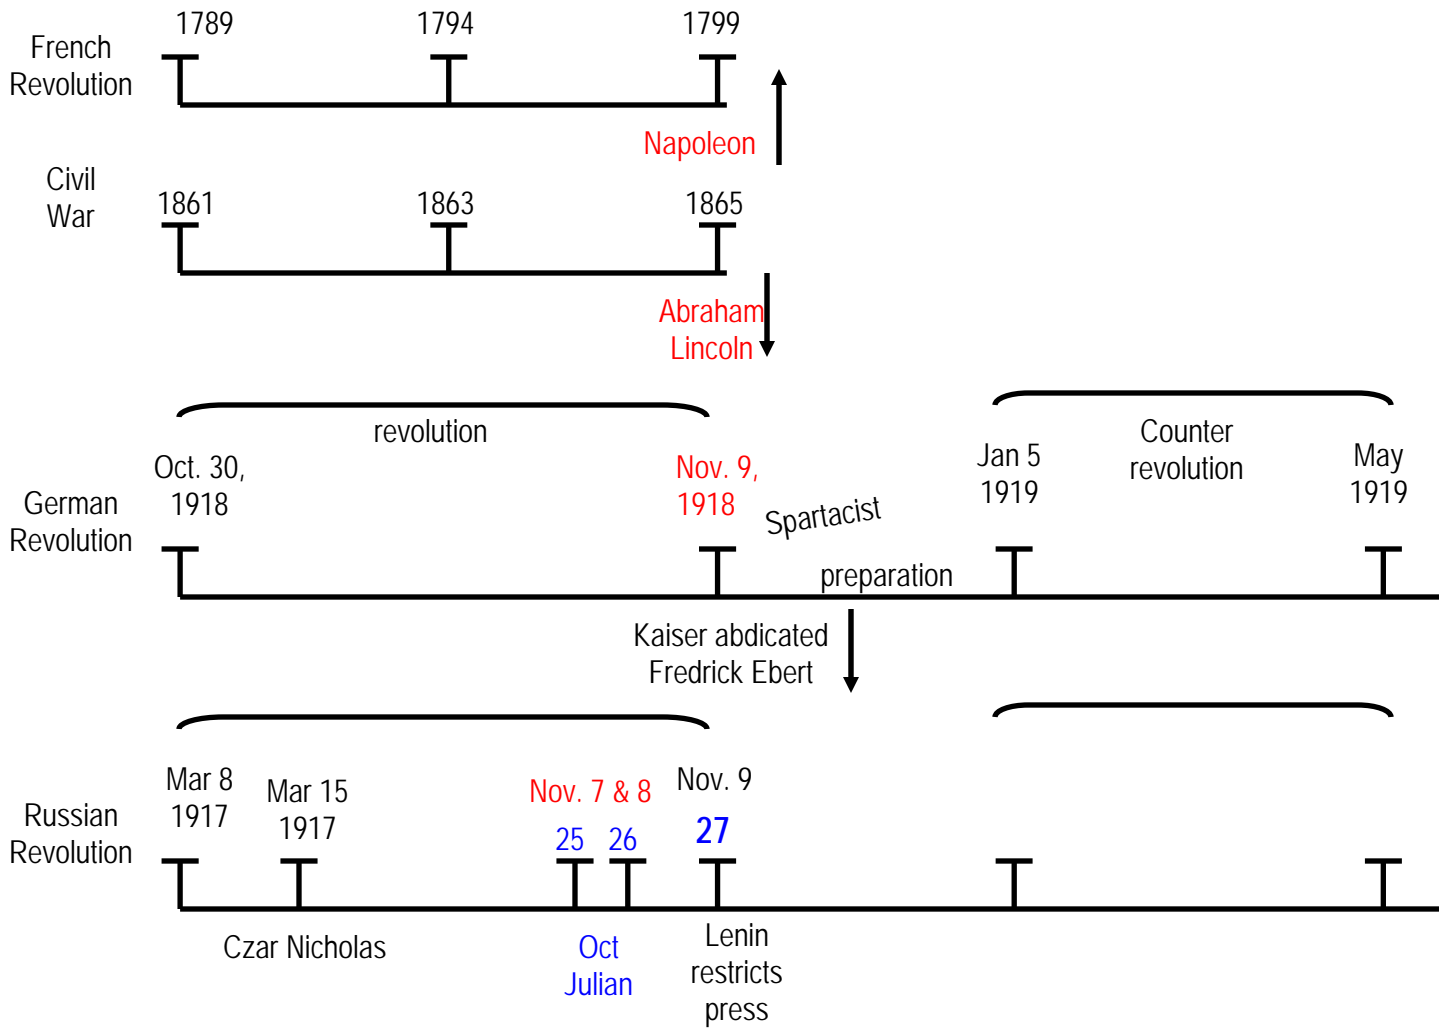 1789 1794 1799
French
Revolution
Napoleon
Civil
War
1861 1863 1865
Abraham
Lincoln
revolution
Counter
revolution
Oct. 30,
1918
Nov. 9,
1918
Spartacist
preparation
Jan 5
1919
May
1919
German
Revolution
Kaiser abdicated
Fredrick Ebert
Mar 8
1917
Mar 15
1917
Nov. 7 & 8
25 26
Nov. 9
27
Russian
Revolution
Czar Nicholas
Oct
Julian
Lenin
restricts
press